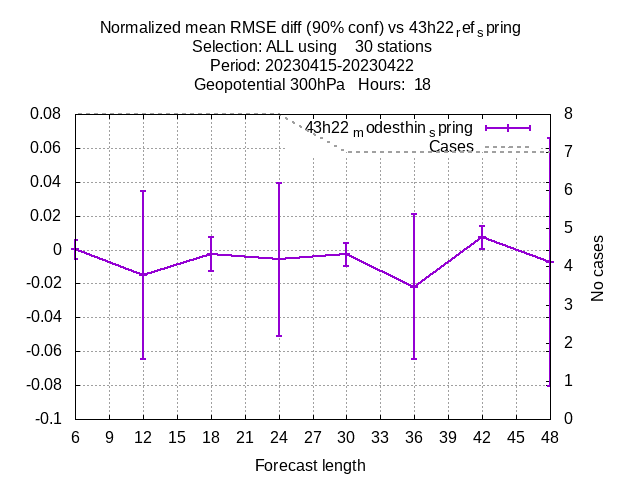 Normalized mean RMSE diff (90% conf) vs 43h22refspring
Selection: ALL using 30 stations
Period: 20230415-20230422
Geopotential 300hPa Hours: 18
43h22modesthinspring
Cases
0.08
0.06
0.04
0.02
0
-0.02
-0.04
-0.06
-0.08
-0.1
8
7
6
5
4
3
2
1
0
No cases
6 9 12 15 18 21 24 27 30 33 36 39 42 45 48
Forecast length